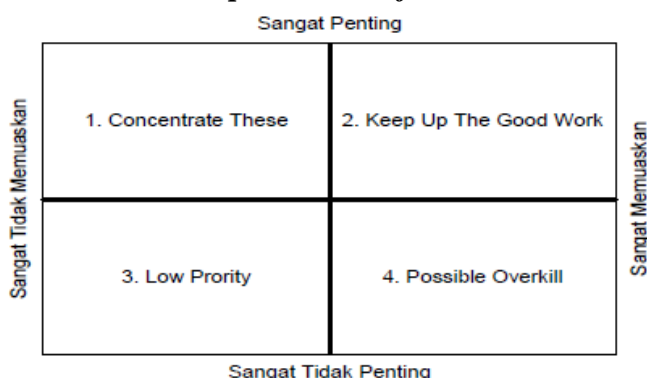 Sangat Penting
1. Concentrate These
2. Keep Up The Good Work
Sangat Tidak Memuaskan
Sangat Memuaskan
3. Low Prority
4. Possible Overkill
Sangat Tidak Penting